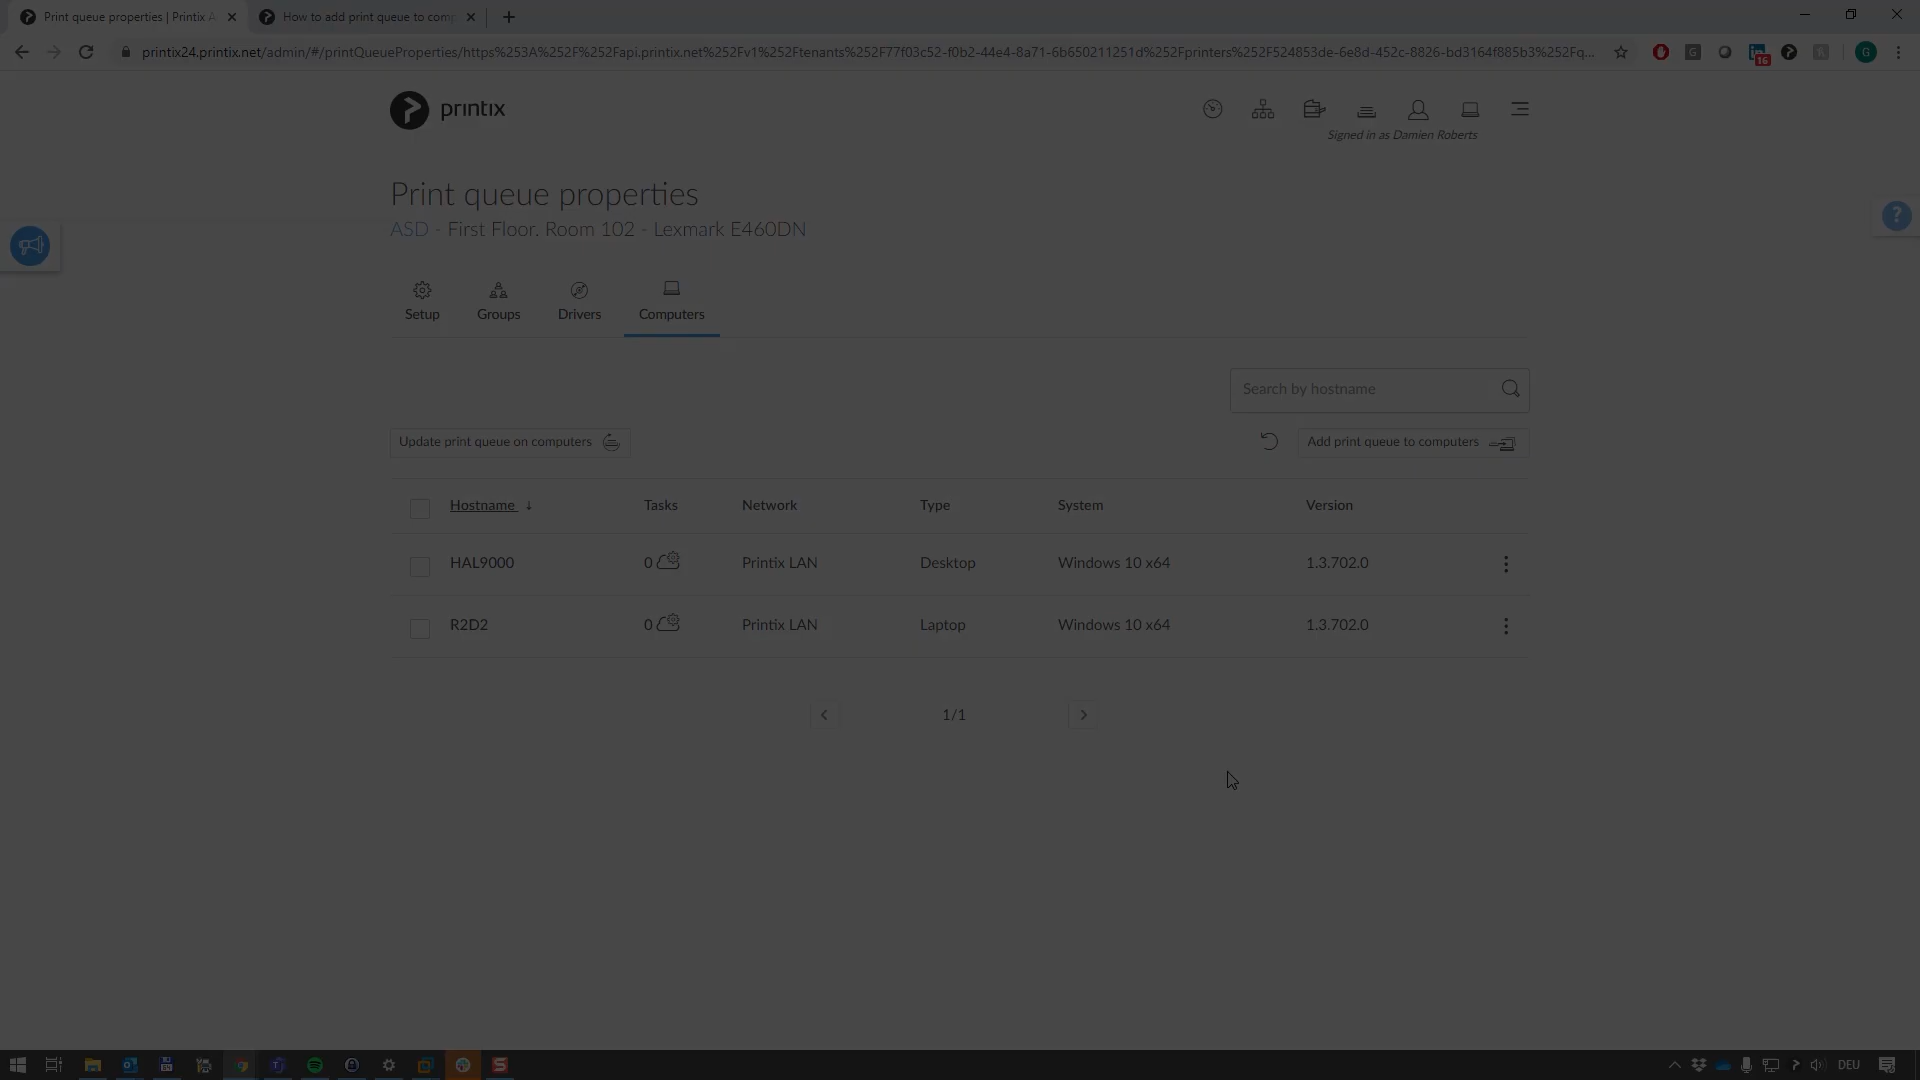 Print queue properties | Printix A
How to add print queue to comp
printix24.printix.net/admin/#/printQueueProperties/https%253A%252F%252Fapi.printix.net%252Fv1%252Ftenants%252F77f03c52-f0b2-44e4-8a71-6b650211251d%252Fprinters%252F524853de-6e8d-452c-8826-bd3164f885b3%252Fq...
16
G
printix
Signed in as Damien Roberts
Print queue properties
ASD - First Floor. Room 102 - Lexmark E460DN
?
Setup
Groups
Drivers
Computers
Search by hostname
Update print queue on computers
Add print queue to computers
Hostname ↓
Tasks
Network
Type
System
Version
HAL9000
0
Printix LAN
Desktop
Windows 10 x64
1.3.702.0
R2D2
0
Printix LAN
Laptop
Windows 10 x64
1.3.702.0
1/1
DEU